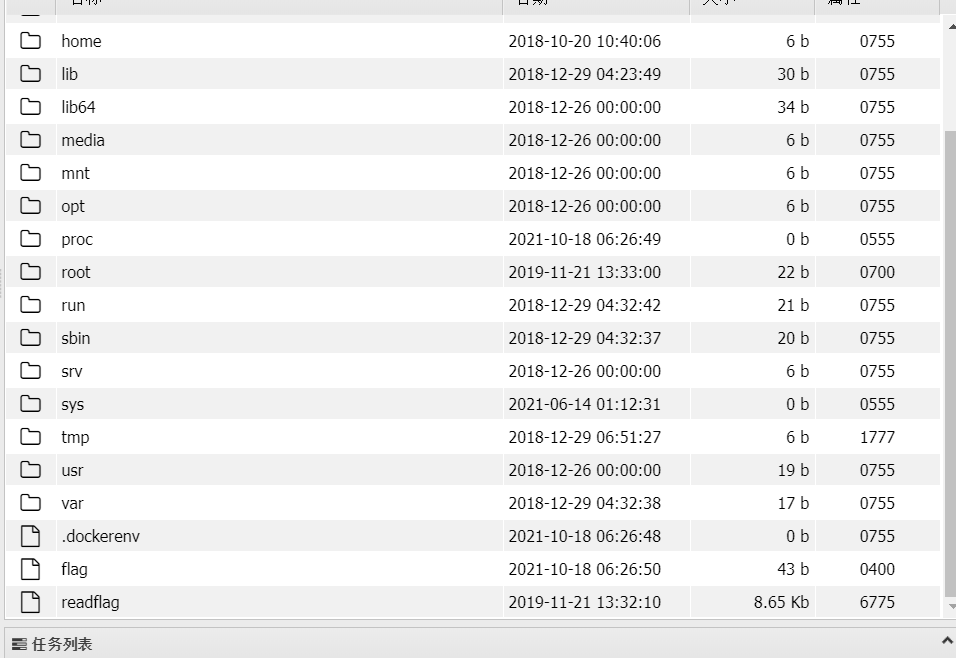 名称 日期 大小 属性
home 2018-10-20 10:40:06 6 b 0755
lib 2018-12-29 04:23:49 30 b 0755
lib64 2018-12-26 00:00:00 34 b 0755
media 2018-12-26 00:00:00 6 b 0755
mnt 2018-12-26 00:00:00 6 b 0755
opt 2018-12-26 00:00:00 6 b 0755
proc 2021-10-18 06:26:49 0 b 0555
root 2019-11-21 13:33:00 22 b 0700
run 2018-12-29 04:32:42 21 b 0755
sbin 2018-12-29 04:32:37 20 b 0755
srv 2018-12-26 00:00:00 6 b 0755
sys 2021-06-14 01:12:31 0 b 0555
tmp 2018-12-29 06:51:27 6 b 1777
usr 2018-12-26 00:00:00 19 b 0755
var 2018-12-29 04:32:38 17 b 0755
.dockerenv 2021-10-18 06:26:48 0 b 0755
flag 2021-10-18 06:26:50 43 b 0400
readflag 2019-11-21 13:32:10 8.65 Kb 6775
任务列表